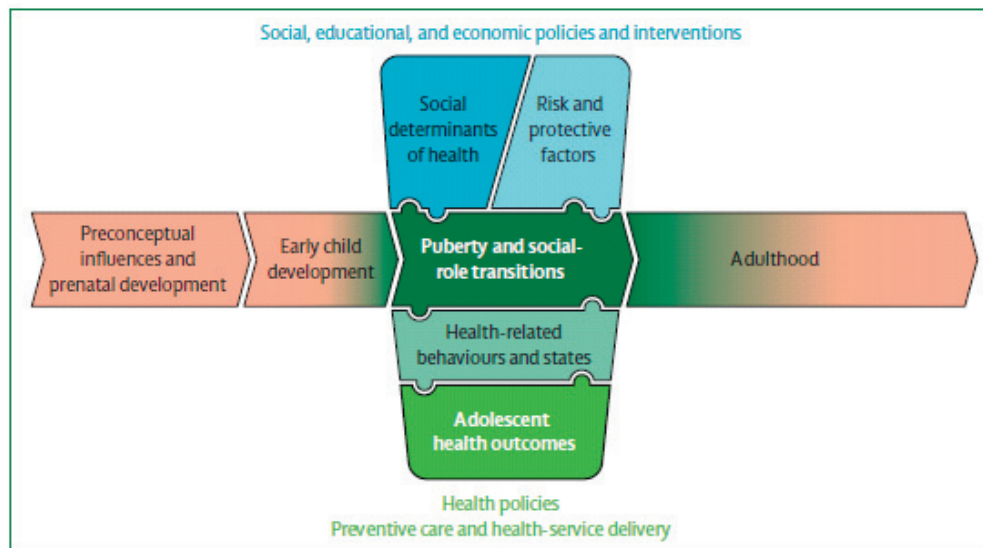 Social, educational, and economic policies and interventions
Social
determinants
of health
Risk and
protective
factors
Preconceptual
influences and
prenatal development
Early child
development
Puberty and social-
role transitions
Adulthood
Health-related
behaviours and states
Adolescent
health outcomes
Health policies
Preventive care and health-service delivery